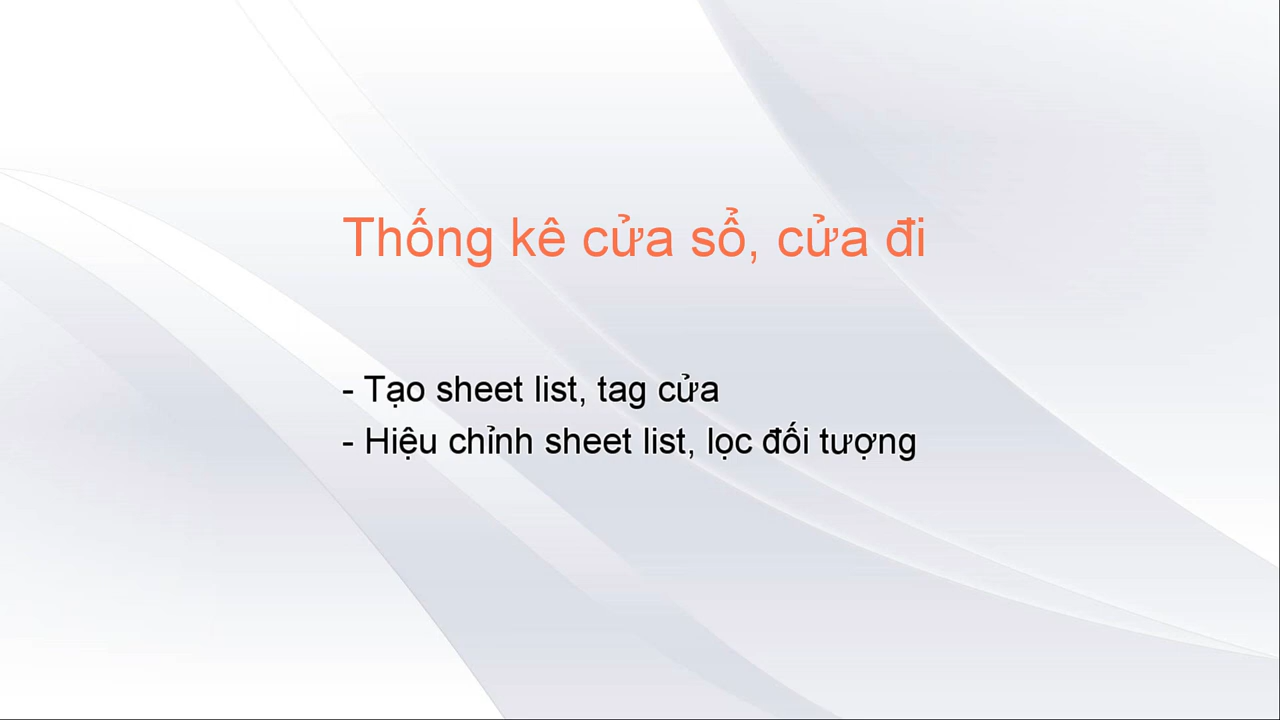 Thống kê cửa sổ, cửa đi
- Tạo sheet list, tag cửa
- Hiệu chỉnh sheet list, lọc đối tượng